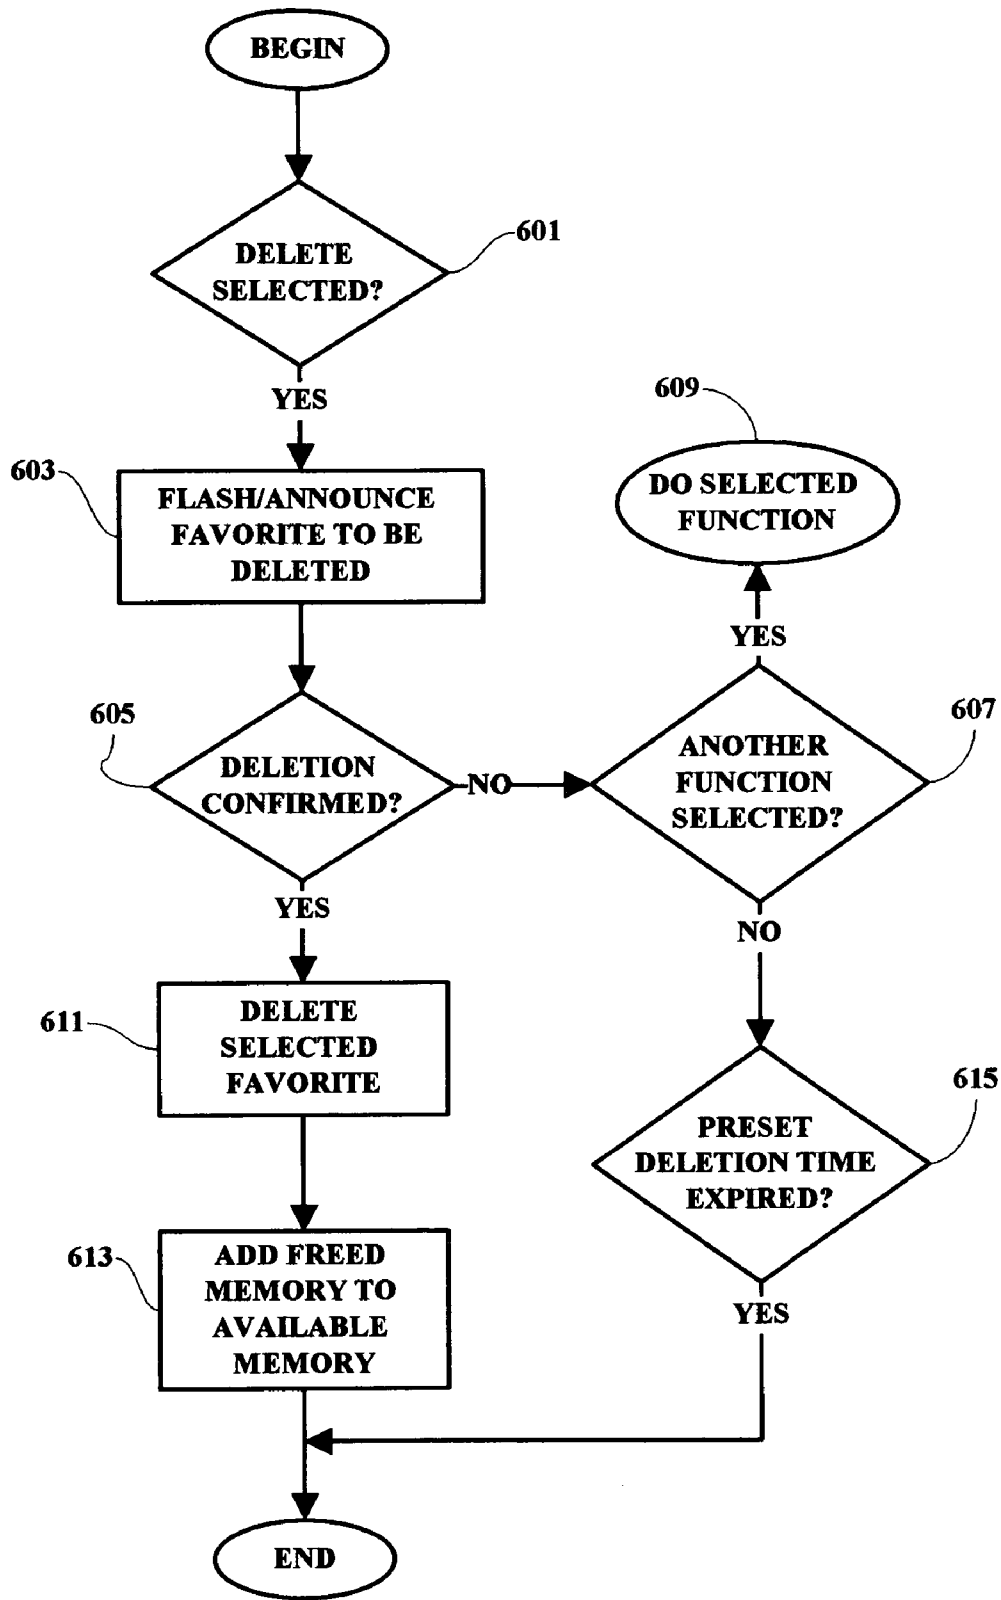 BEGIN
DELETE
SELECTED?
601
YES
603
FLASH/ANNOUNCE
FAVORITE TO BE
DELETED
609
DO SELECTED
FUNCTION
YES
605
DELETION
CONFIRMED?
NO
ANOTHER
FUNCTION
SELECTED?
607
YES
NO
611
DELETE
SELECTED
FAVORITE
PRESET
DELETION TIME
EXPIRED?
615
613
ADD FREED
MEMORY TO
AVAILABLE
MEMORY
YES
END